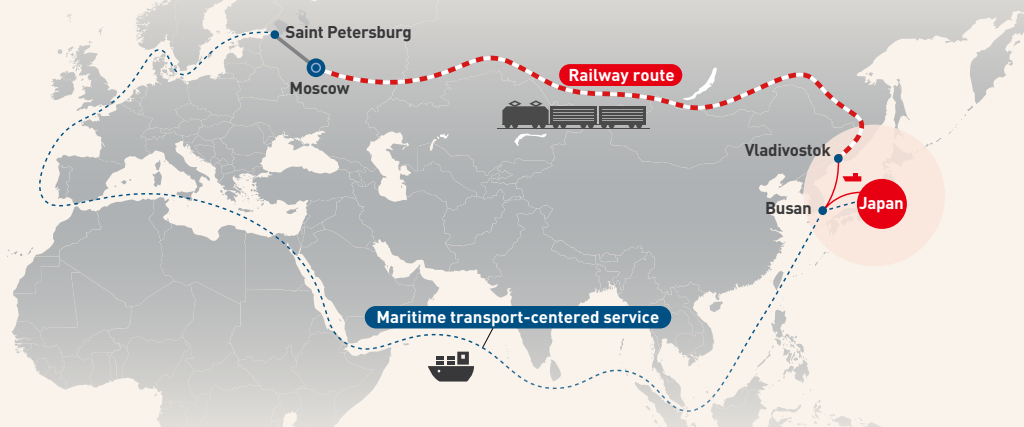 Saint Petersburg
Moscow
Railway route
Vladivostok
Busan
Japan
Maritime transport-centered service